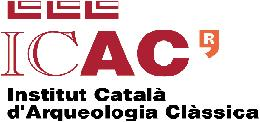 ICAC R
Institut Català
d'Arqueologia Clàssica